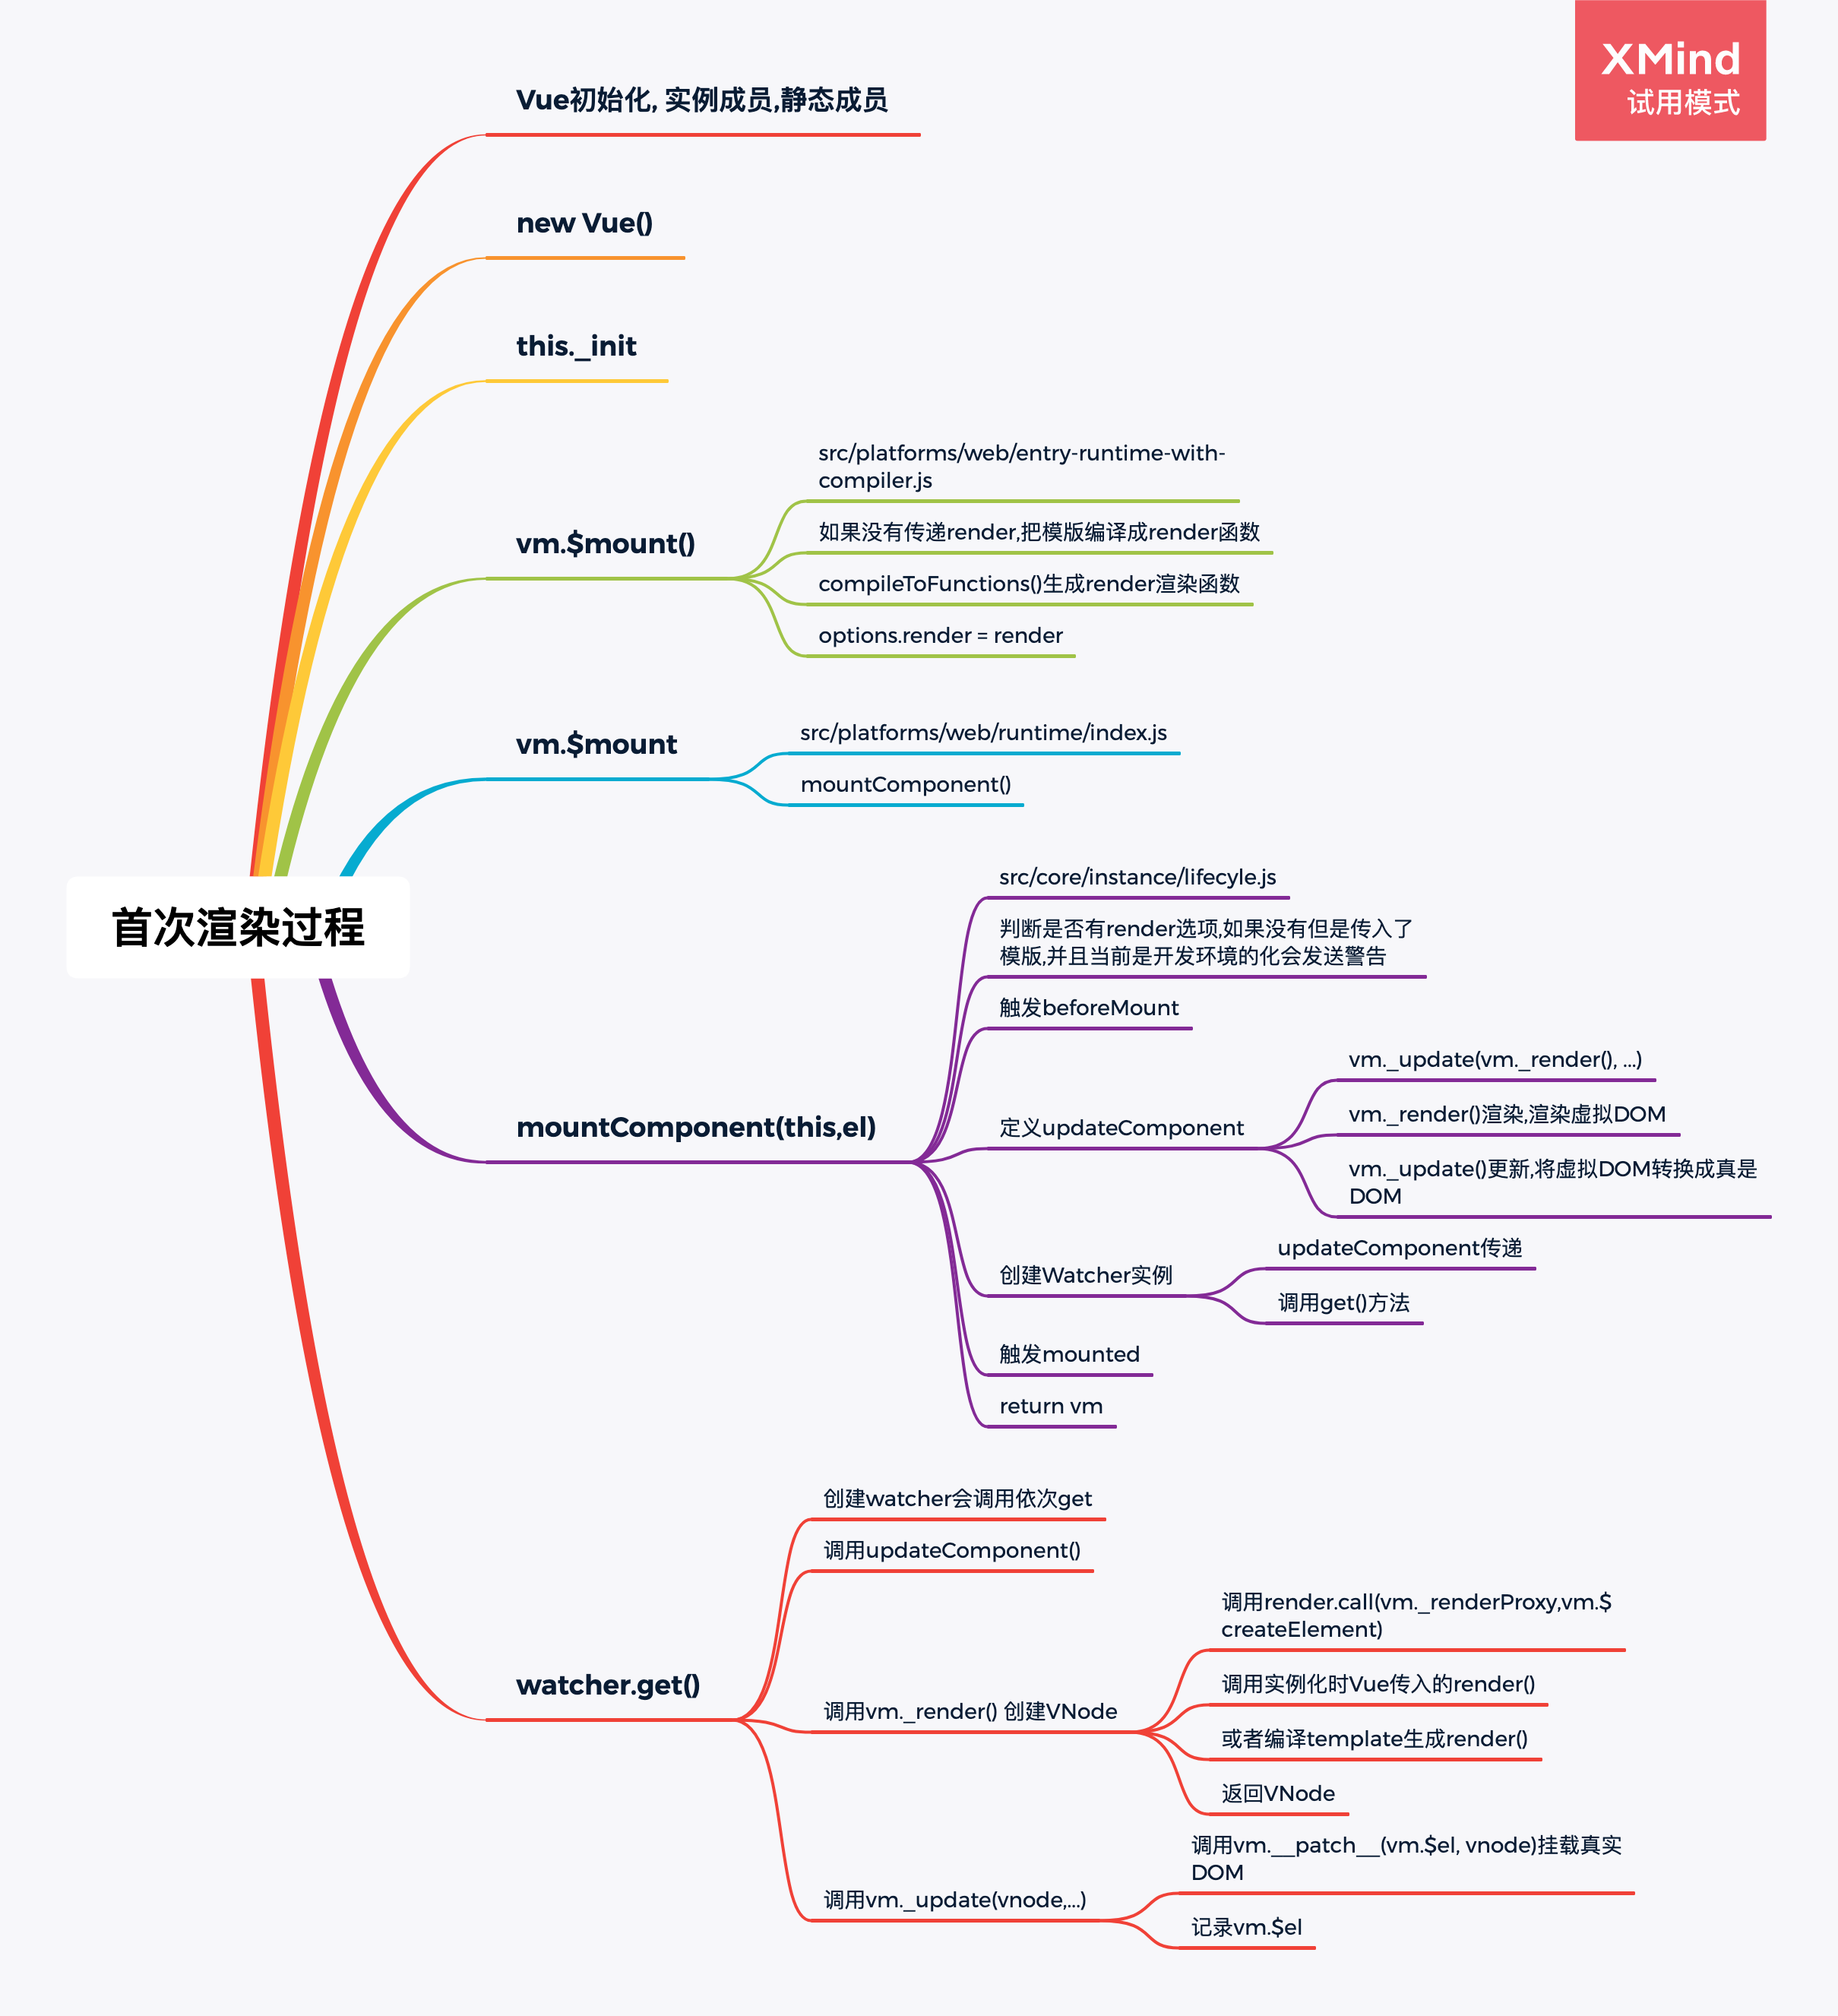 XMind
试用模式
Vue初始化, 实例成员,静态成员
new Vue()
this._init
vm.$mount()
src/platforms/web/entry-runtime-with-
compiler.js
如果没有传递render,把模版编译成render函数
compileToFunctions()生成render渲染函数
options.render = render
vm.$mount
src/platforms/web/runtime/index.js
mountComponent()
首次渲染过程
mountComponent(this,el)
src/core/instance/lifecyle.js
判断是否有render选项,如果没有但是传入了
模版,并且当前是开发环境的化会发送警告
触发beforeMount
定义updateComponent
vm._update(vm._render(), ...)
vm._render()渲染,渲染虚拟DOM
vm._update()更新,将虚拟DOM转换成真是
DOM
创建Watcher实例
updateComponent传递
调用get()方法
触发mounted
return vm
watcher.get()
创建watcher会调用依次get
调用updateComponent()
调用vm._render() 创建VNode
调用render.call(vm._renderProxy,vm.$
createElement)
调用实例化时Vue传入的render()
或者编译template生成render()
返回VNode
调用vm._update(vnode,...)
调用vm.__patch__(vm.$el, vnode)挂载真实
DOM
记录vm.$el